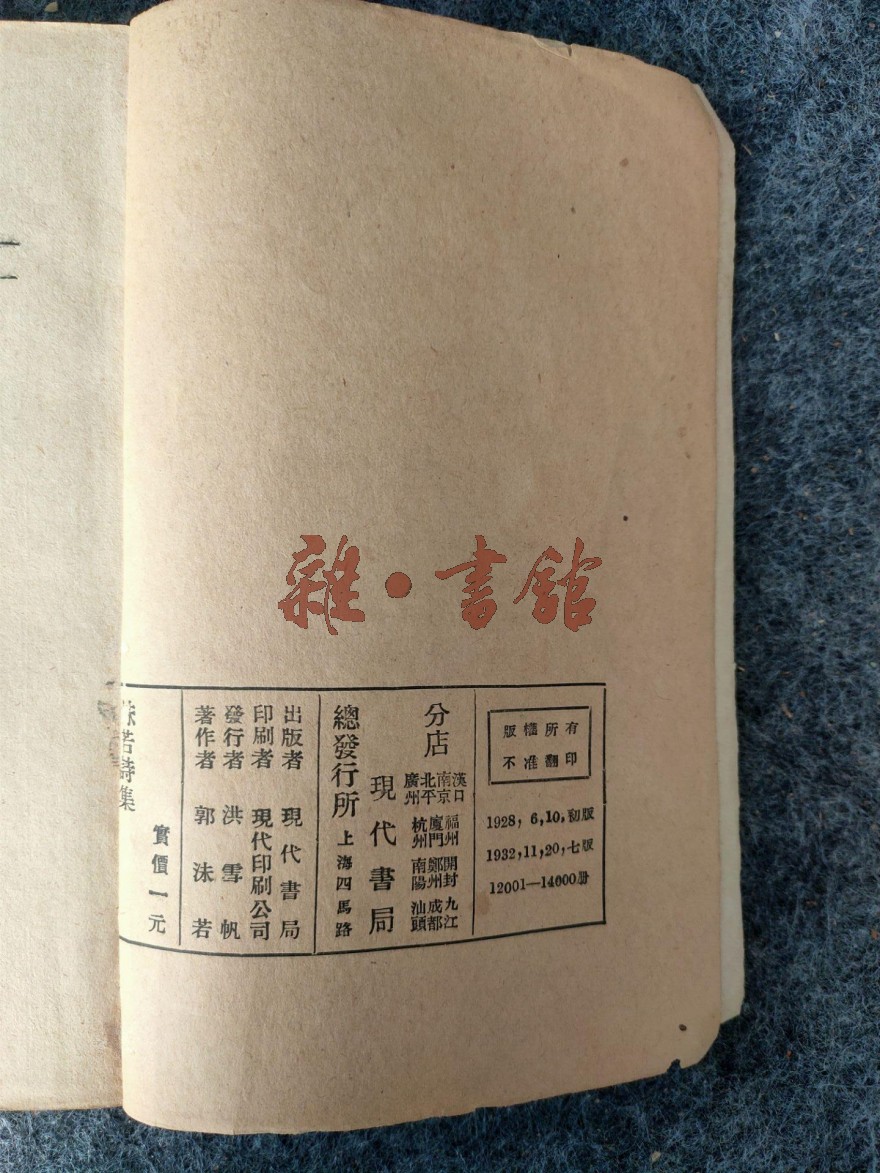 雜·書館
版權所有
不准翻印
1928，6，10，初版
1932，11，20，七版
12001—14000册
分店
漢口 福州 開封 九江
南京 廈門 鄭州 成都
北平
廣州 杭州 南陽 汕頭
現代書局
總發行所 上海四馬路
出版者 現代書局
印刷者 現代印刷公司
發行者 洪雪帆
著作者 郭沫若
實價一元
沫若詩集